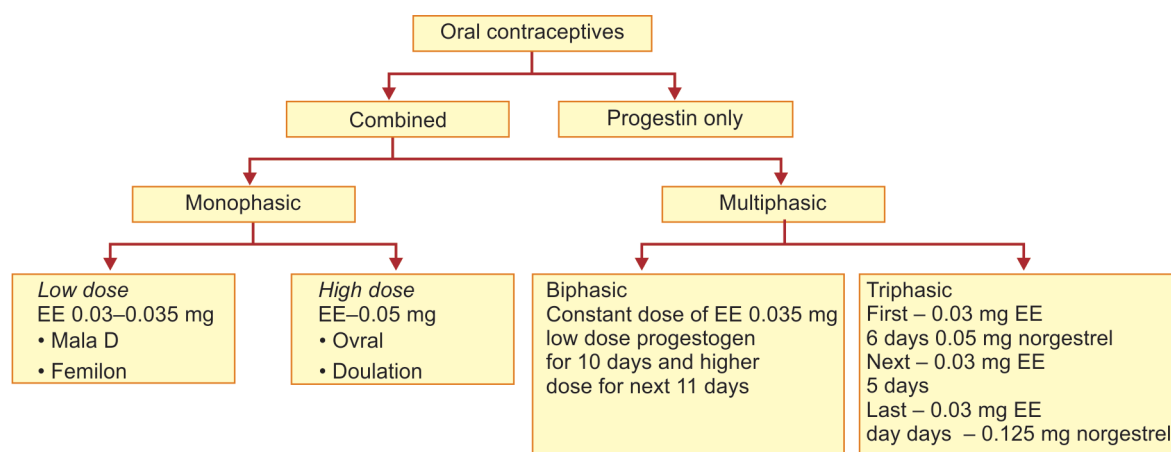 Oral contraceptives
Combined
Progestin only
Monophasic
Multiphasic
Low dose
EE 0.03–0.035 mg
• Mala D
• Femilon
High dose
EE–0.05 mg
• Ovral
• Doulation
Biphasic
Constant dose of EE 0.035 mg
low dose progestogen
for 10 days and higher
dose for next 11 days
Triphasic
First – 0.03 mg EE
6 days 0.05 mg norgestrel
Next – 0.03 mg EE
5 days
Last – 0.03 mg EE
day days – 0.125 mg norgestrel